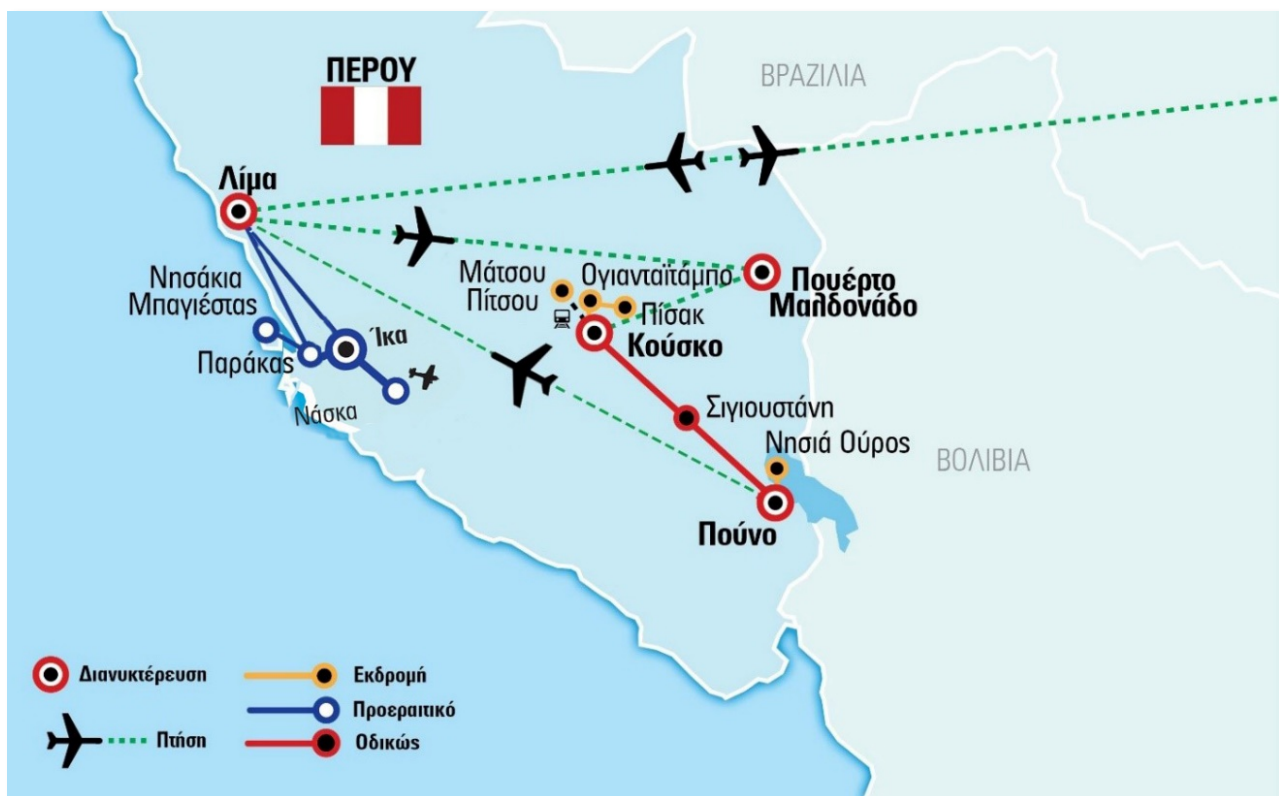 ΠΕΡΟΥ
ΒΡΑΖΙΛΙΑ
Λίμα
Νησάκια
Μπαγιέστας
Μάτσου
Πίτσου
Ογιανταϊτάμπο
Πίσακ
Πουέρτο
Μαλδονάδο
Κούσκο
Ίκα
Παράκας
Νάσκα
Σιγιουστάνη
Νησιά Ούρος
ΒΟΛΙΒΙΑ
Πούνο
Διανυκτέρευση
Πτήση
Εκδρομή
Προεραιτικό
Οδικώς